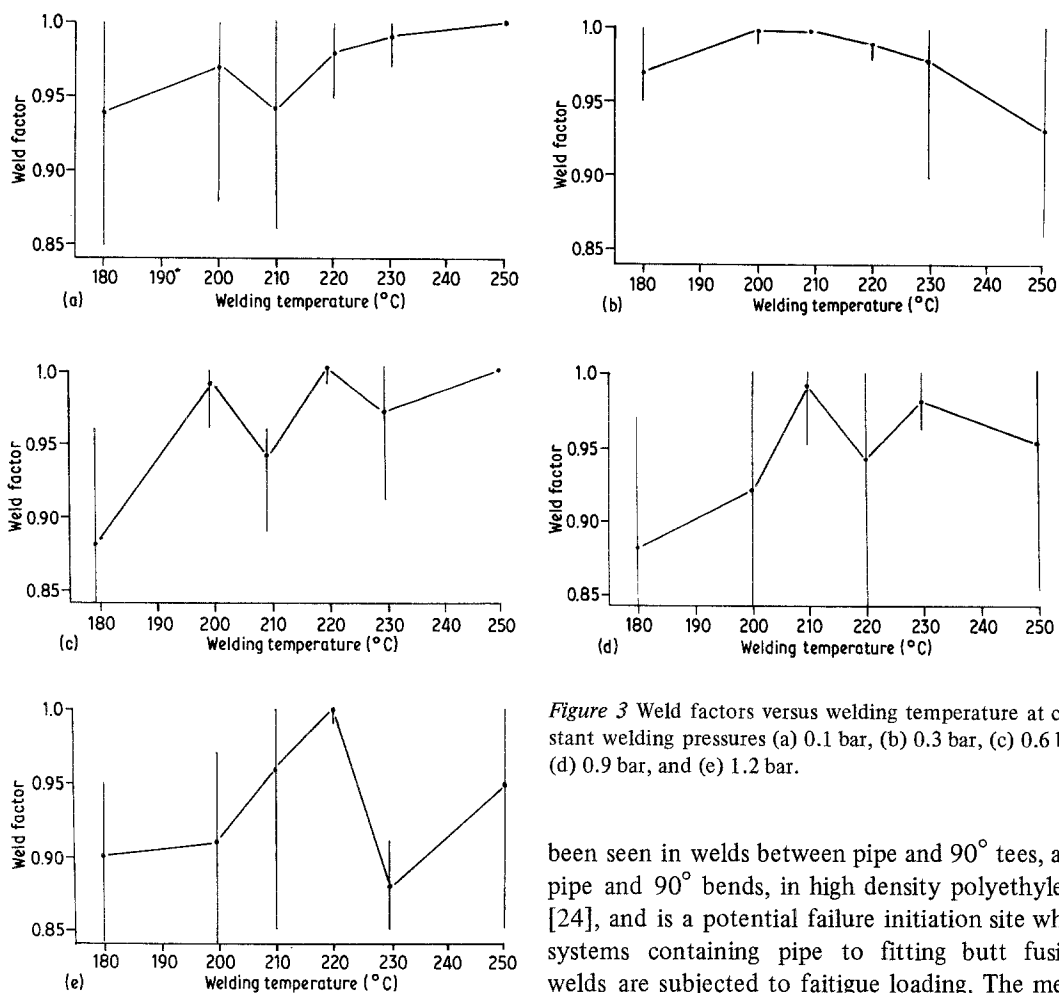 1.0
0.95
0.90
0.85
Weld factor
180 190 200 210 220 230 240 250
(a) Welding temperature (°C)
1.0
0.95
0.90
0.85
Weld factor
180 190 200 210 220 230 240 250
(b) Welding temperature (°C)
1.0
0.95
0.90
0.85
Weld factor
180 190 200 210 220 230 240 250
(c) Welding temperature (°C)
1.0
0.95
0.90
0.85
Weld factor
180 190 200 210 220 230 240 250
(d) Welding temperature (°C)
1.0
0.95
0.90
0.85
Weld factor
180 190 200 210 220 230 240 250
(e) Welding temperature (°C)
Figure 3 Weld factors versus welding temperature at c
stant welding pressures (a) 0.1 bar, (b) 0.3 bar, (c) 0.6 b
(d) 0.9 bar, and (e) 1.2 bar.
been seen in welds between pipe and 90° tees, a
pipe and 90° bends, in high density polyethyle
[24], and is a potential failure initiation site wh
systems containing pipe to fitting butt fusi
welds are subjected to faitigue loading. The me